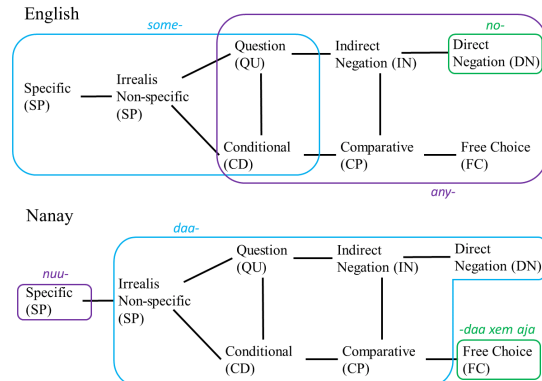 English
some-
no-
Question
(QU)
Indirect
Negation (IN)
Direct
Negation (DN)
Specific
(SP)
Irrealis
Non-specific
(SP)
Conditional
(CD)
Comparative
(CP)
Free Choice
(FC)
any-
Nanay
daa-
nuu-
Question
(QU)
Indirect
Negation (IN)
Direct
Negation (DN)
Specific
(SP)
Irrealis
Non-specific
(SP)
-daa xem aja
Conditional
(CD)
Comparative
(CP)
Free Choice
(FC)